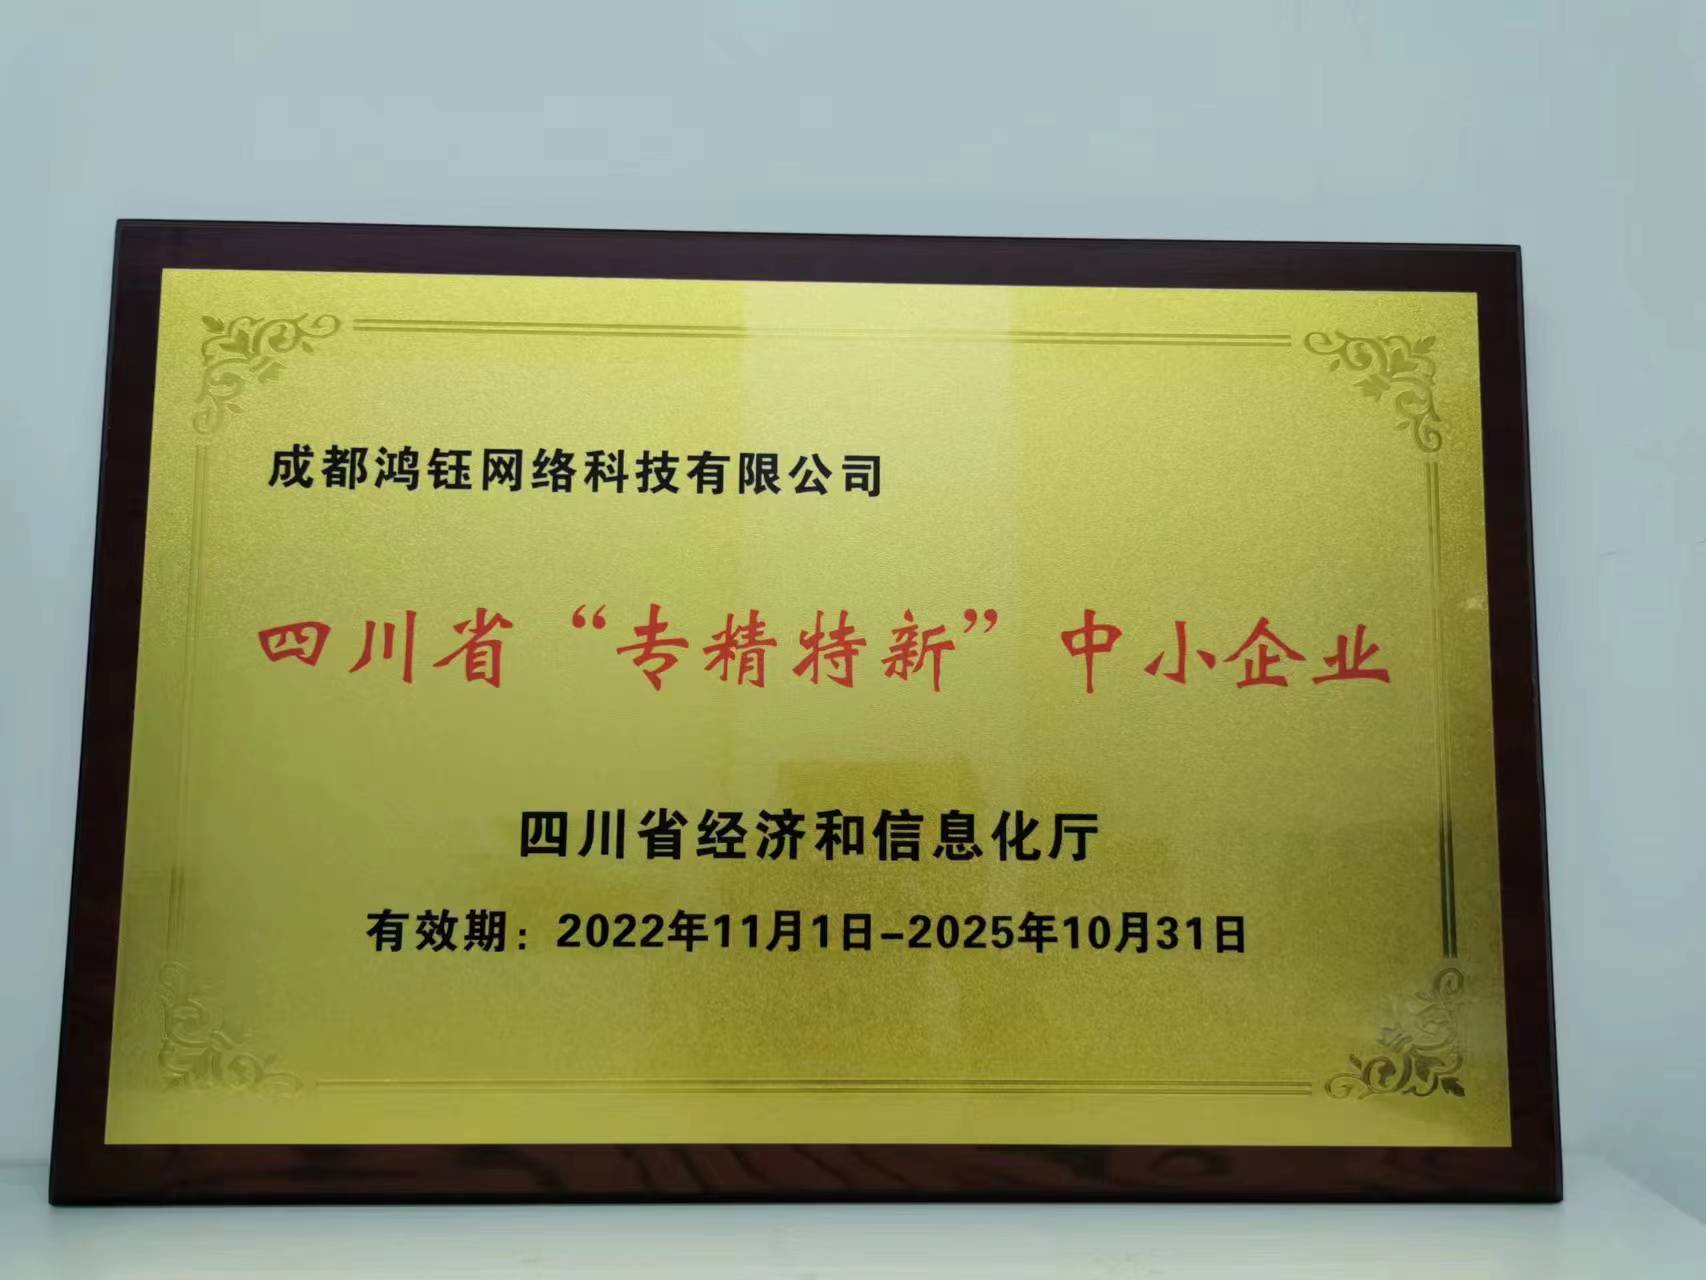 成都鸿钰网络科技有限公司
四川省“专精特新”中小企业
四川省经济和信息化厅
有效期：2022年11月1日-2025年10月31日